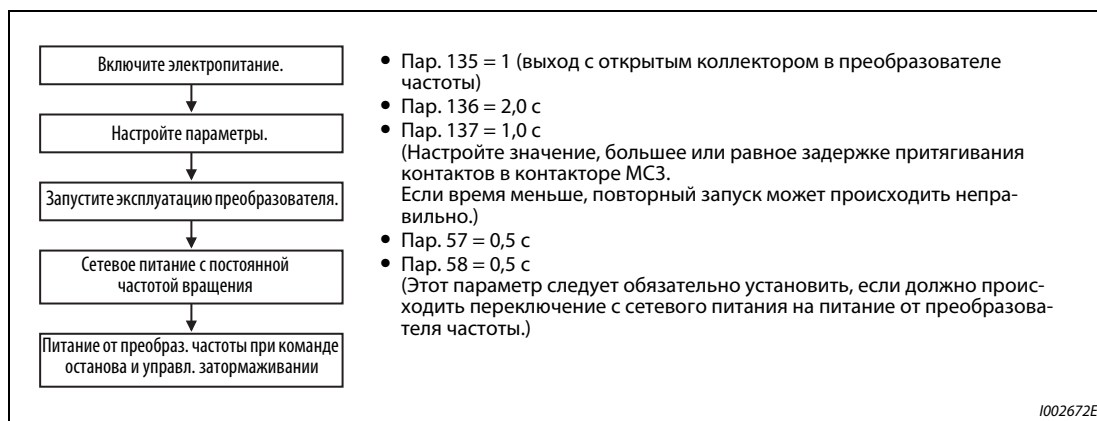 Включите электропитание.
Настройте параметры.
Запустите эксплуатацию преобразователя.
Сетевое питание с постоянной
частотой вращения
Питание от преобраз. частоты при команде
останова и управл. затормаживании
• Пар. 135 = 1 (выход с открытым коллектором в преобразователе
частоты)
• Пар. 136 = 2,0 с
• Пар. 137 = 1,0 с
(Настройте значение, большее или равное задержке притягивания
контактов в контакторе MC3.
Если время меньше, повторный запуск может происходить непра-
вильно.)
• Пар. 57 = 0,5 с
• Пар. 58 = 0,5 с
(Этот параметр следует обязательно установить, если должно проис-
ходить переключение с сетевого питания на питание от преобразова-
теля частоты.)
I002672E